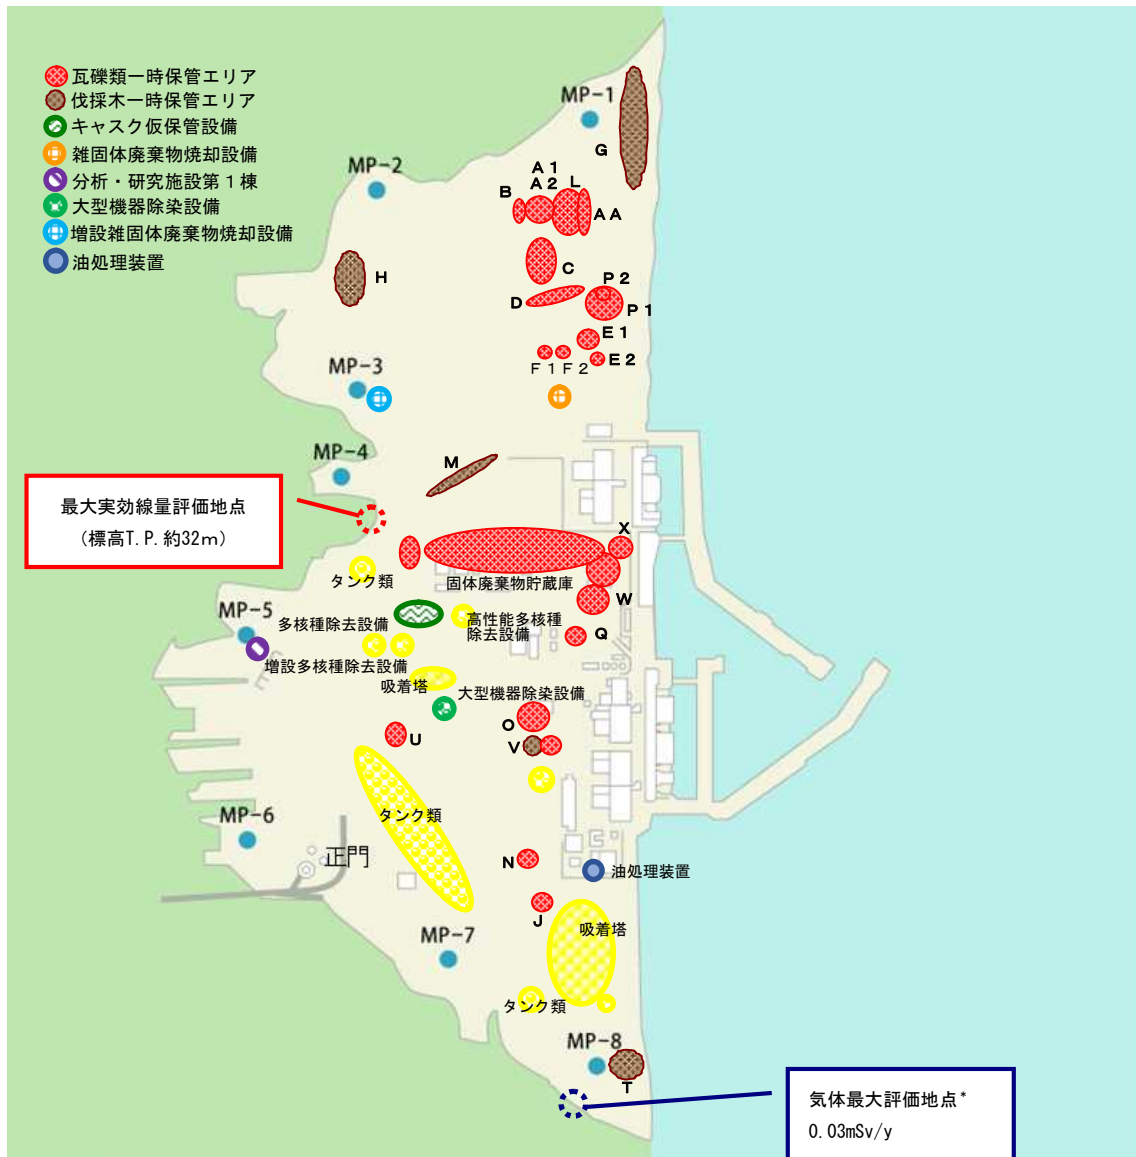 瓦礫類一時保管エリア
伐採木一時保管エリア
キャスク仮保管設備
雑固体廃棄物焼却設備
分析・研究施設第１棟
大型機器除染設備
増設雑固体廃棄物焼却設備
油処理装置
MP-1
G
MP-2
A1
A2
B
L
AA
H
C
P2
D
P1
E1
E2
F1
F2
MP-3
MP-4
M
最大実効線量評価地点
（標高T.P.約32m）
X
タンク類
固体廃棄物貯蔵庫
W
MP-5
多核種除去設備
高性能多核種
除去設備
Q
増設多核種除去設備
吸着塔
大型機器除染設備
O
U
V
タンク類
MP-6
正門
N
油処理装置
J
吸着塔
MP-7
タンク類
MP-8
T
気体最大評価地点*
0.03mSv/y